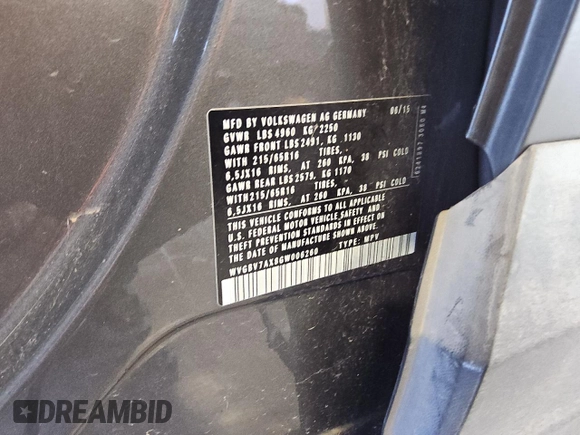 MFD BY VOLKSWAGEN AG GERMANY 06/15
GVWR LBS 4960 KG 2250
GAWR FRONT LBS 2491, KG 1130
WITH 215/65R16 TIRES, -
6,5JX16 RIMS, AT 260 KPA, 38 PSI COLD
GAWR REAR LBS 2579, KG 1170
WITH 215/65R16 TIRES, -
6,5JX16 RIMS, AT 260 KPA, 38 PSI COLD
THIS VEHICLE CONFORMS TO ALL APPLICABLE
U.S. FEDERAL MOTOR VEHICLE SAFETY AND
THEFT PREVENTION STANDARDS IN EFFECT ON
THE DATE OF MANUFACTURE SHOWN ABOVE
WVGBV7AX8GW006260 TYPE: MPV
DREAMBID